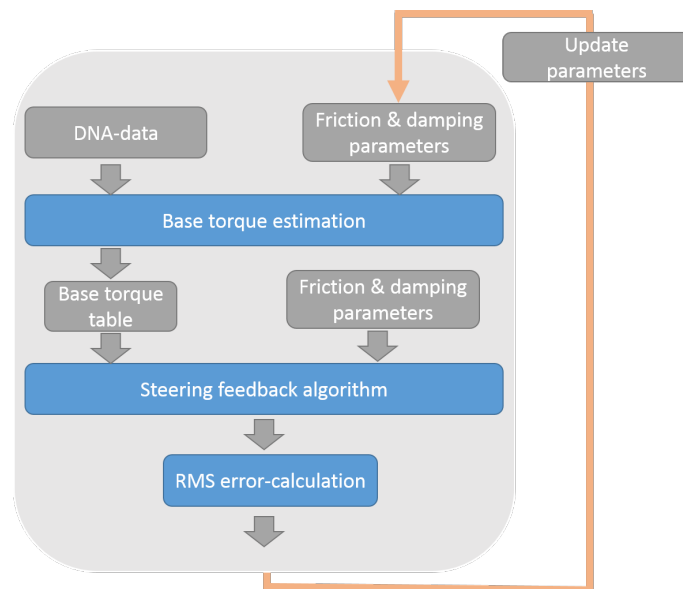 Update
parameters
DNA-data
Friction & damping
parameters
Base torque estimation
Base torque
table
Friction & damping
parameters
Steering feedback algorithm
RMS error-calculation